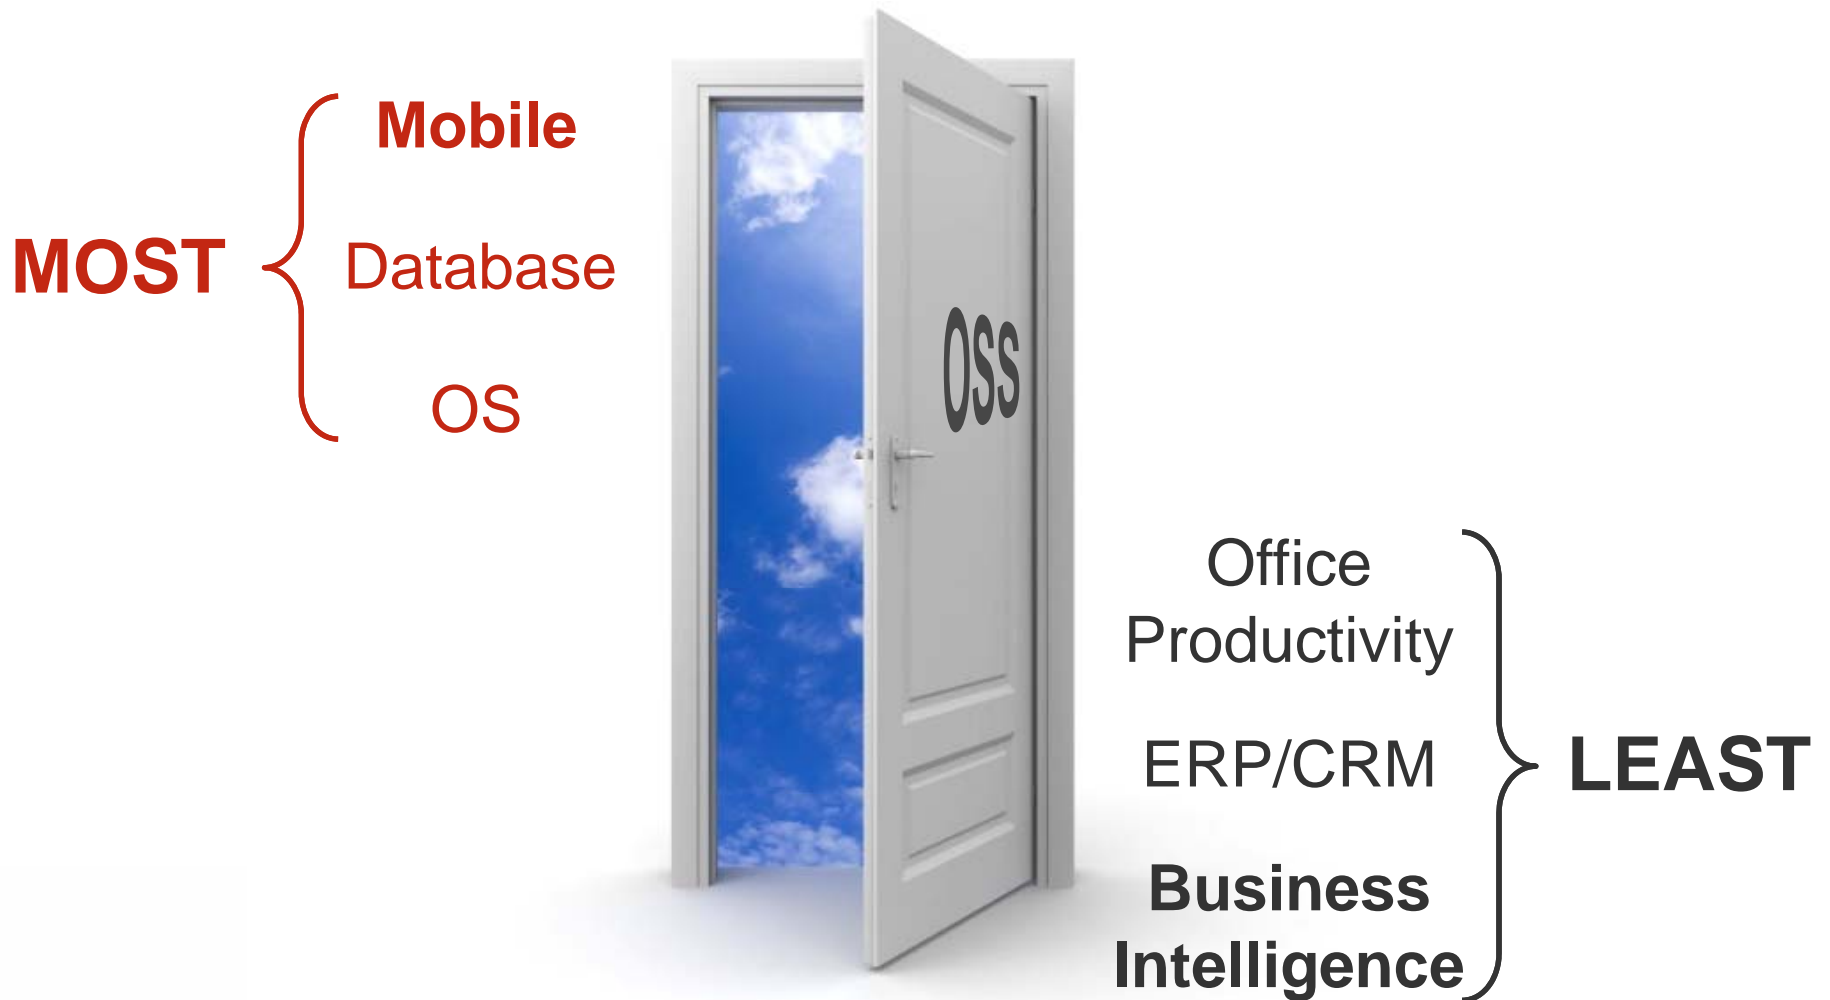 Mobile
MOST
Database
OS
OSS
Office
Productivity
ERP/CRM
LEAST
Business
Intelligence